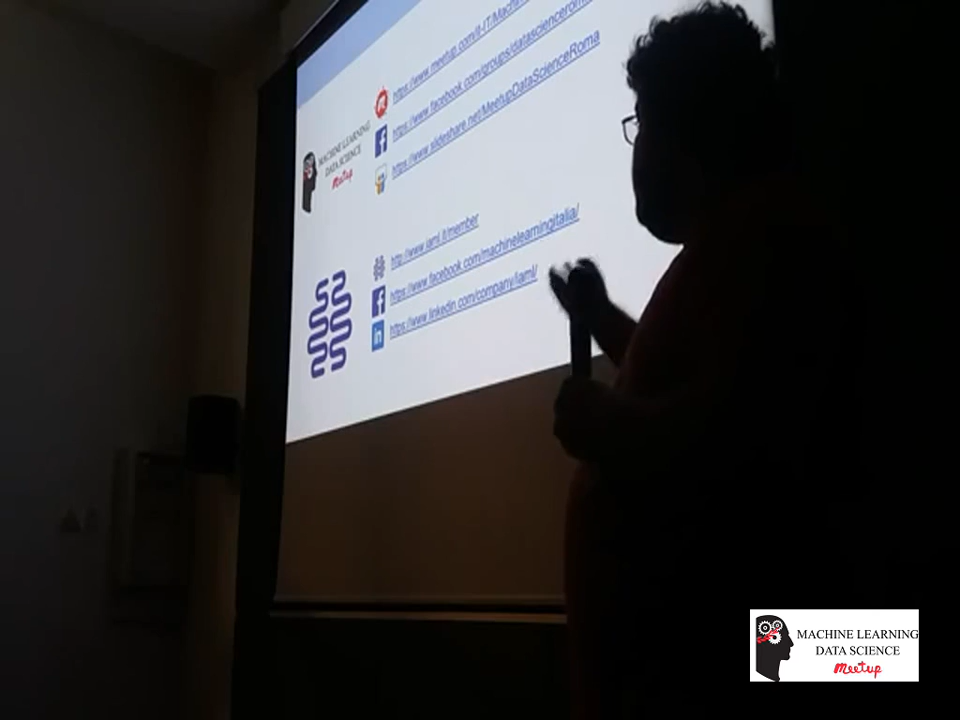 https://www.meetup.com/it-IT/Machin
https://www.facebook.com/groups/datascienceroma
https://www.slideshare.net/MeetupDataScienceRoma
MACHINE LEARNING
DATA SCIENCE
meetup
http://www.iaml.it/member
https://www.facebook.com/machinelearningitalia/
https://www.linkedin.com/company/iaml/
MACHINE LEARNING
DATA SCIENCE
meetup